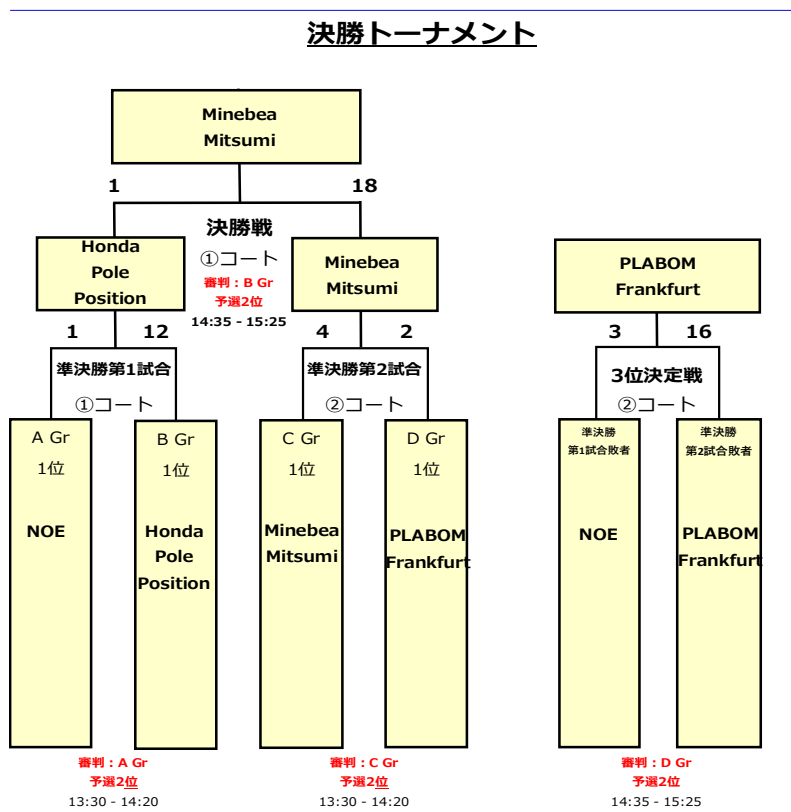 決勝トーナメント
Minebea
Mitsumi
1
18
決勝戦
①コート
審判：B Gr
予選2位
14:35 - 15:25
Honda
Pole
Position
Minebea
Mitsumi
PLABOM
Frankfurt
1
12
4
2
3
16
準決勝第1試合
①コート
準決勝第2試合
②コート
3位決定戦
②コート
A Gr
1位
NOE
B Gr
1位
Honda
Pole
Position
C Gr
1位
Minebea
Mitsumi
D Gr
1位
PLABOM
Frankfurt
準決勝
第1試合敗者
NOE
準決勝
第2試合敗者
PLABOM
Frankfurt
審判：A Gr
予選2位
13:30 - 14:20
審判：C Gr
予選2位
13:30 - 14:20
審判：D Gr
予選2位
14:35 - 15:25